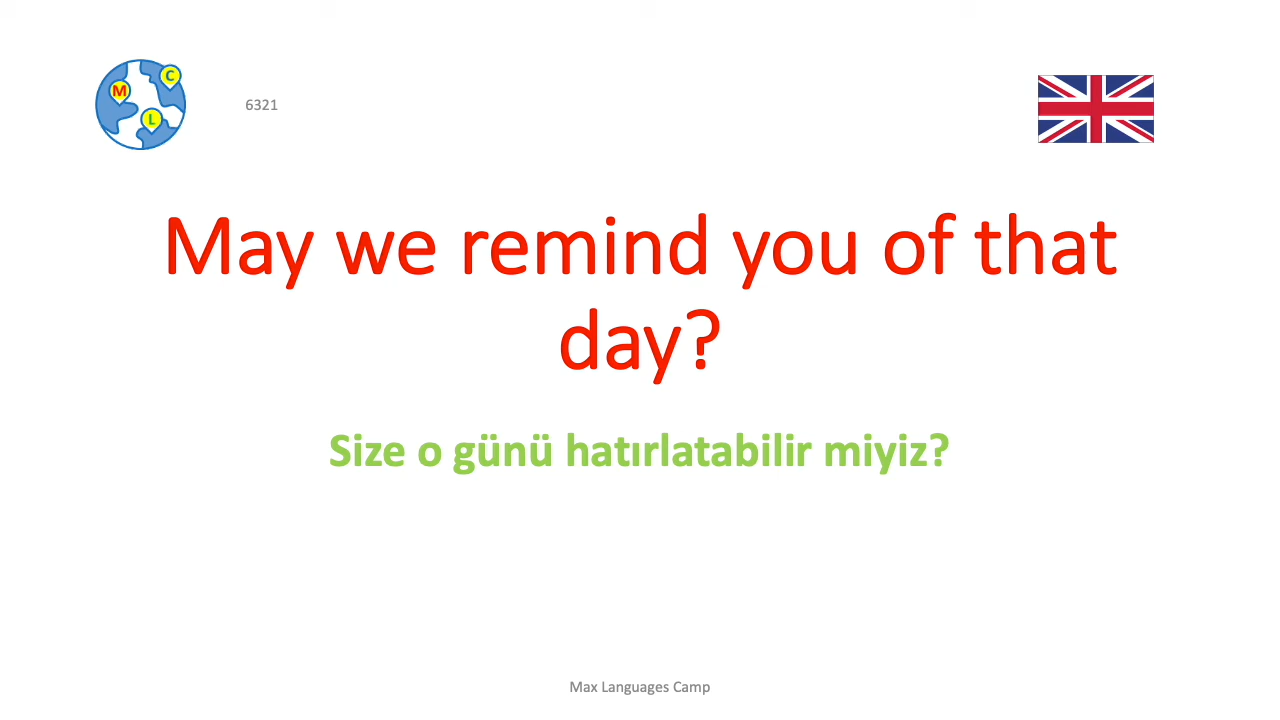 C
M
L
6321
May we remind you of that
day?
Size o günü hatırlatabilir miyiz?
Max Languages Camp